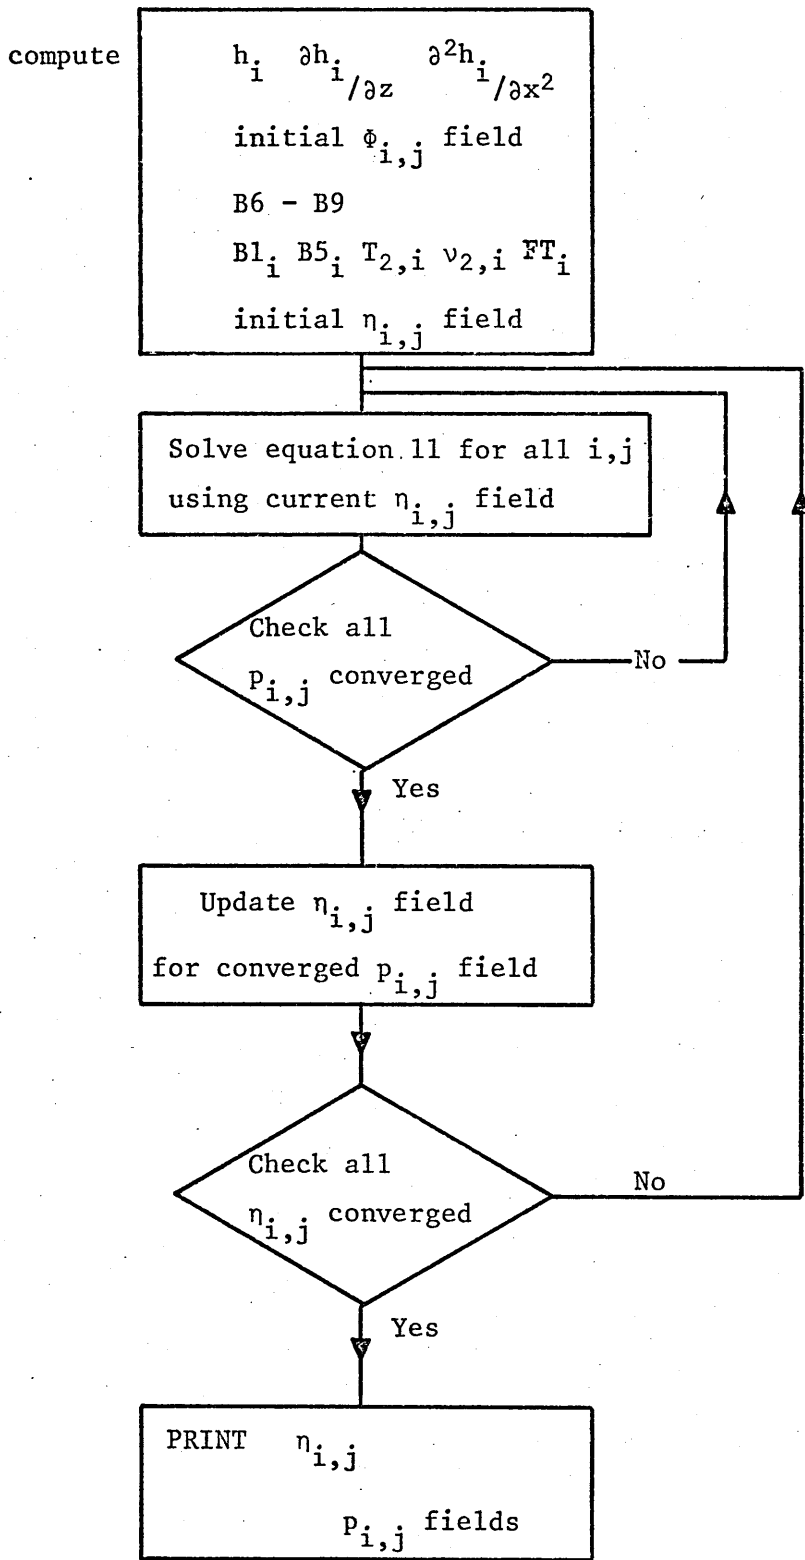 compute h_i ∂h_i/∂z ∂²h_i/∂x²
initial Φ_i,j field
B6 - B9
B1_i B5_i T_2,i ν_2,i FT_i
initial η_i,j field
Solve equation 11 for all i,j
using current η_i,j field
Check all
p_i,j converged
No
Yes
Update η_i,j field
for converged p_i,j field
Check all
η_i,j converged
No
Yes
PRINT η_i,j
p_i,j fields